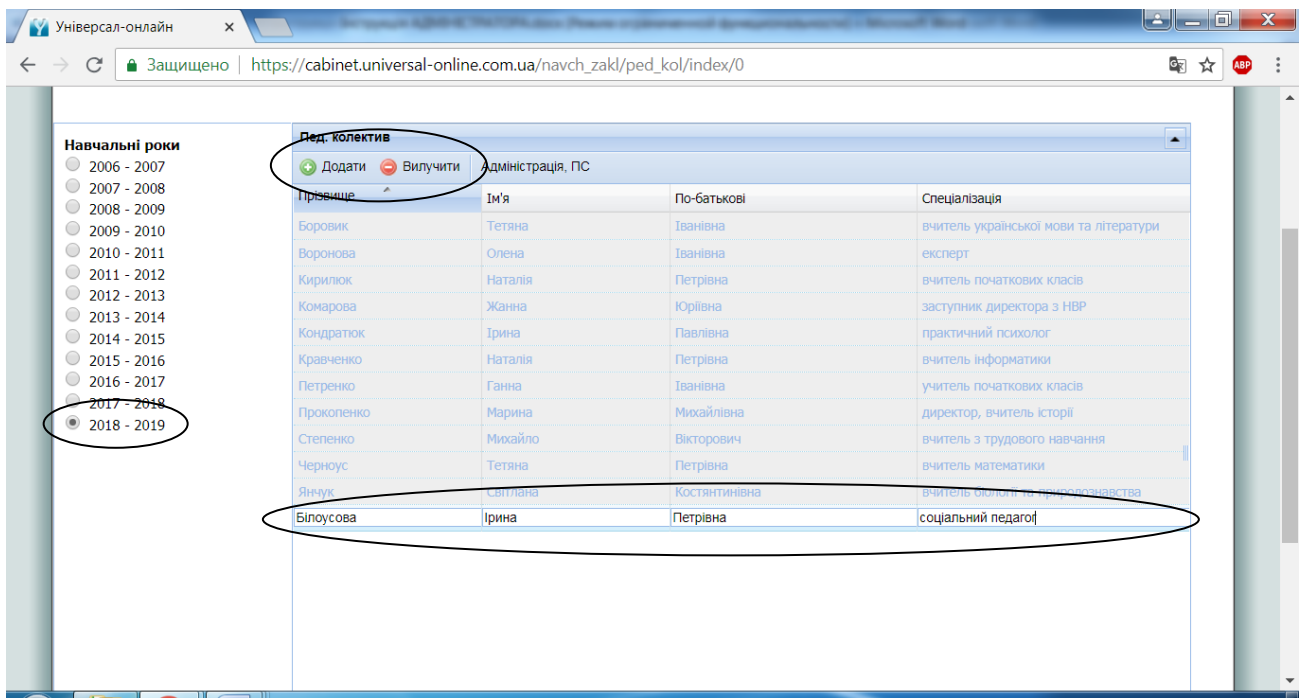 Універсал-онлайн
Защищено | https://cabinet.universal-online.com.ua/navch_zakl/ped_kol/index/0
ABP
Навчальні роки
2006 - 2007
2007 - 2008
2008 - 2009
2009 - 2010
2010 - 2011
2011 - 2012
2012 - 2013
2013 - 2014
2014 - 2015
2015 - 2016
2016 - 2017
2017 - 2018
2018 - 2019
Пед. колектив
Додати Вилучити Адміністрація, ПС
Прізвище Ім'я По-батькові Спеціалізація
Боровик Тетяна Іванівна вчитель української мови та літератури
Воронова Олена Іванівна експерт
Кирилюк Наталія Петрівна вчитель початкових класів
Комарова Жанна Юріївна заступник директора з НВР
Кондратюк Ірина Павлівна практичний психолог
Кравченко Наталія Петрівна вчитель інформатики
Петренко Ганна Іванівна учитель початкових класів
Прокопенко Марина Михайлівна директор, вчитель історії
Степенко Михайло Вікторович вчитель з трудового навчання
Черноус Тетяна Петрівна вчитель математики
Янчук Світлана Костянтинівна вчитель біології та природознавства
Білоусова Ірина Петрівна соціальний педагог